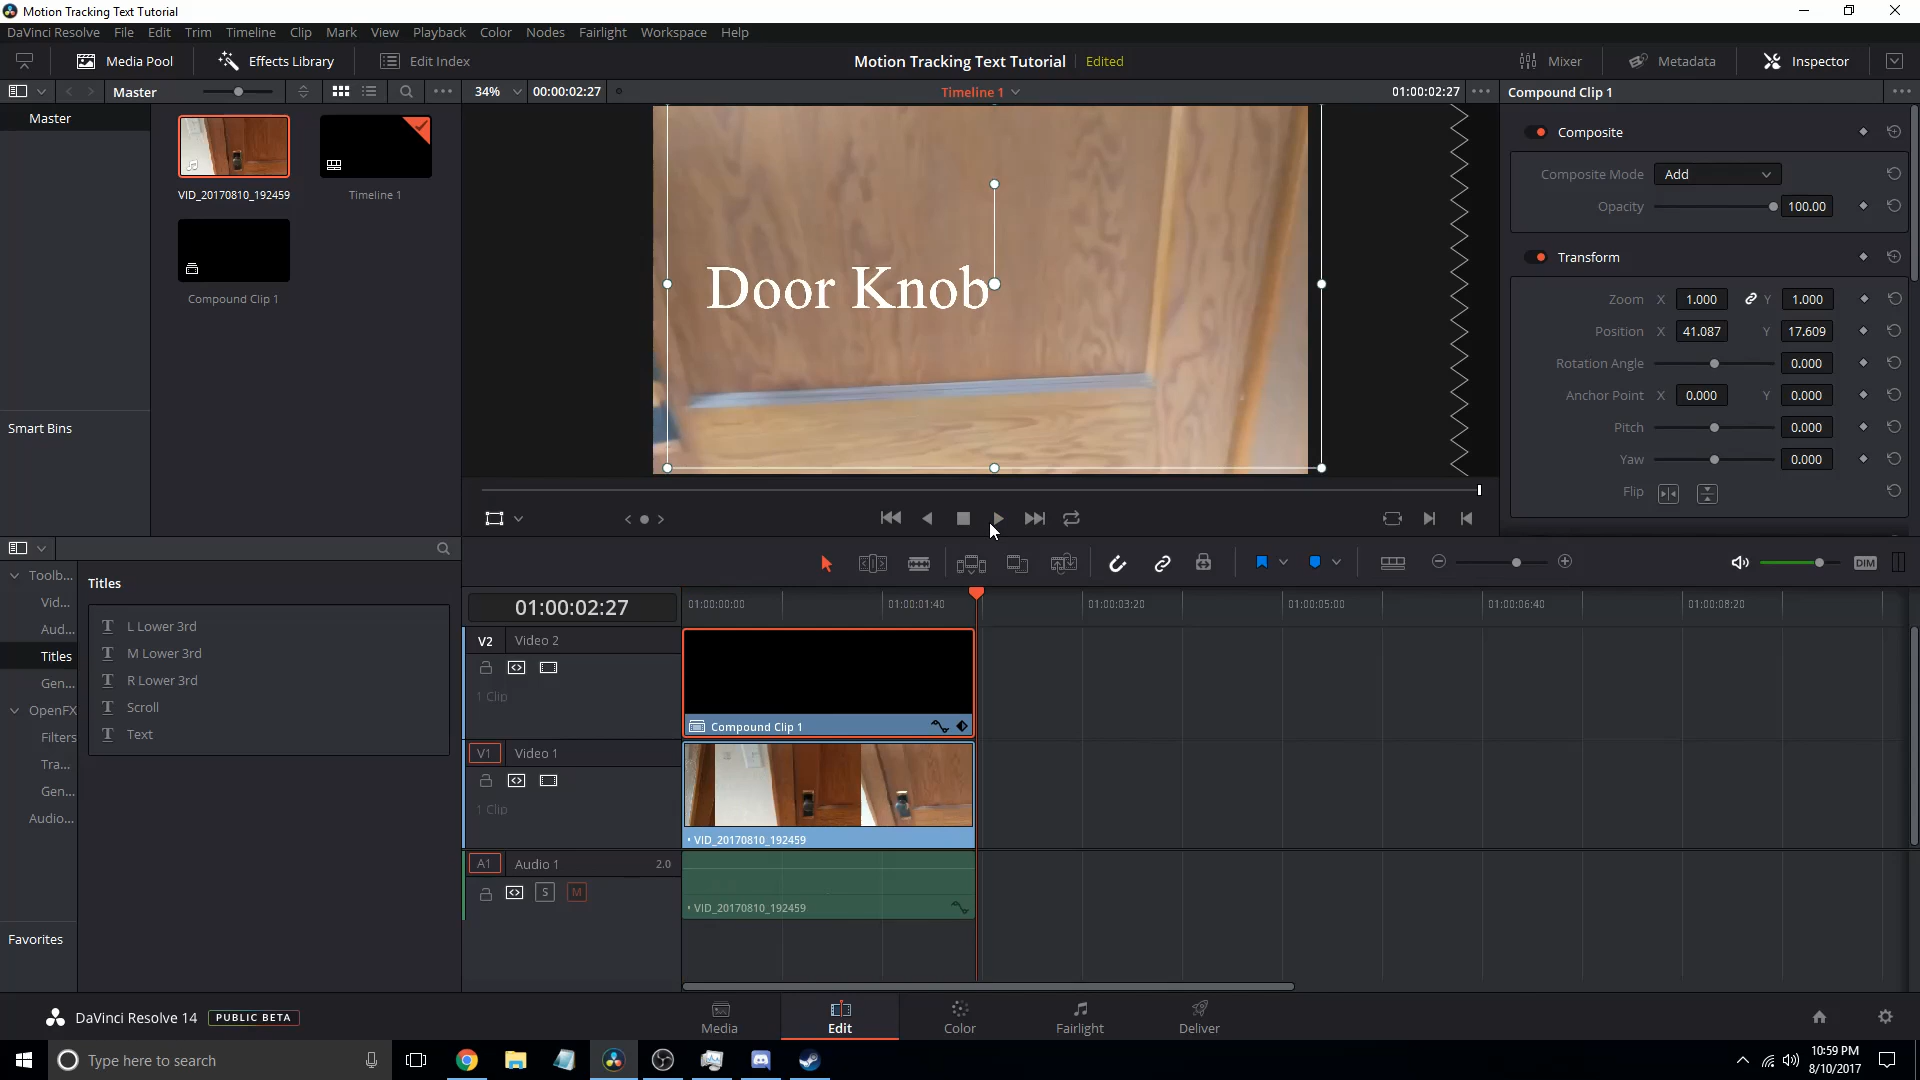 Motion Tracking Text Tutorial
DaVinci Resolve File Edit Trim Timeline Clip Mark View Playback Color Nodes Fairlight Workspace Help
Media Pool Effects Library Edit Index Motion Tracking Text Tutorial Edited Mixer Metadata Inspector
Master 34% 00:00:02:27 Timeline 1 01:00:02:27 Compound Clip 1
Master
VID_20170810_192459
Timeline 1
Compound Clip 1
Smart Bins
Door Knob
Composite
Composite Mode Add
Opacity 100.00
Transform
Zoom X 1.000 Y 1.000
Position X 41.087 Y 17.609
Rotation Angle 0.000
Anchor Point X 0.000 Y 0.000
Pitch 0.000
Yaw 0.000
Flip
Toolb...
Vid...
Aud...
Titles
Gen...
OpenFX
Filters
Tra...
Gen...
Audio...
Favorites
Titles
T L Lower 3rd
T M Lower 3rd
T R Lower 3rd
T Scroll
T Text
DIM
01:00:02:27 01:00:00:00 01:00:01:40 01:00:03:20 01:00:05:00 01:00:06:40 01:00:08:20
V2 Video 2
1 Clip
Compound Clip 1
V1 Video 1
1 Clip
VID_20170810_192459
A1 Audio 1 2.0
S M
VID_20170810_192459
DaVinci Resolve 14 PUBLIC BETA
Media Edit Color Fairlight Deliver
Type here to search
10:59 PM
8/10/2017